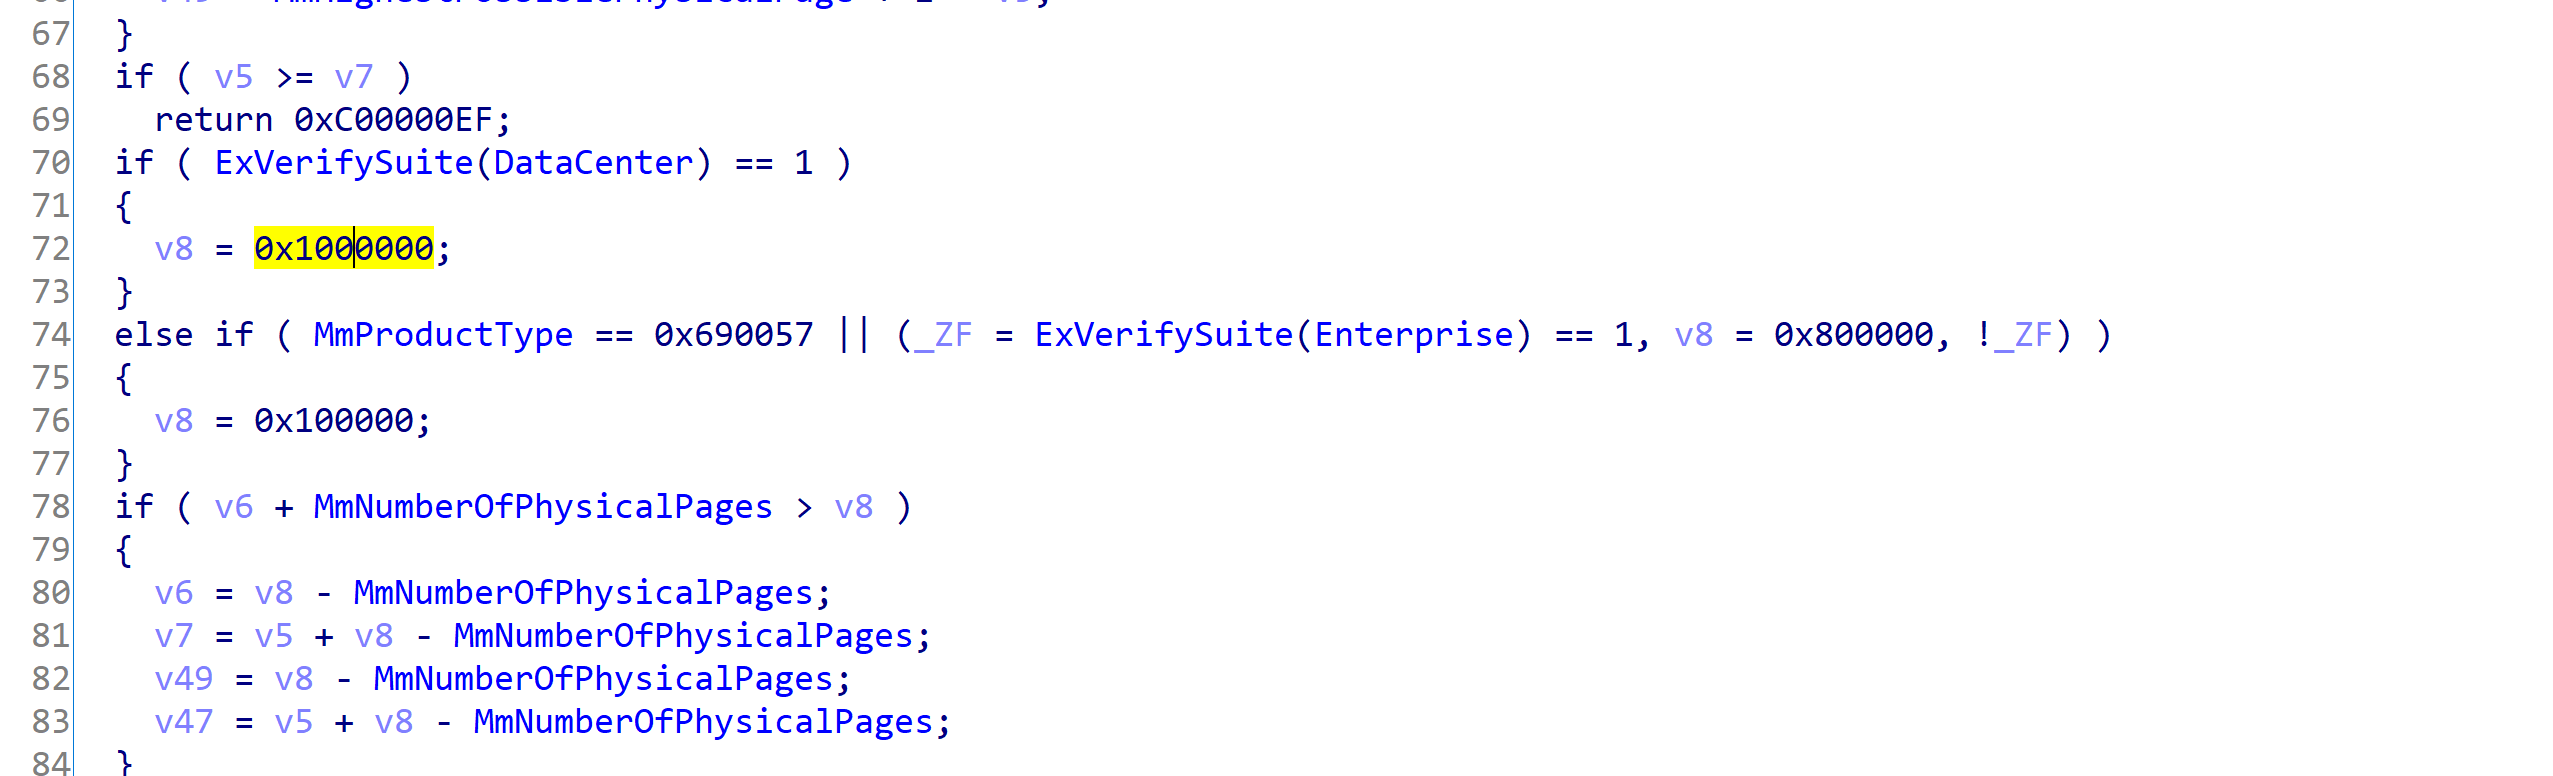 67 }
68 if ( v5 >= v7 )
69 return 0xC00000EF;
70 if ( ExVerifySuite(DataCenter) == 1 )
71 {
72 v8 = 0x1000000;
73 }
74 else if ( MmProductType == 0x690057 || (_ZF = ExVerifySuite(Enterprise) == 1, v8 = 0x800000, !_ZF) )
75 {
76 v8 = 0x100000;
77 }
78 if ( v6 + MmNumberOfPhysicalPages > v8 )
79 {
80 v6 = v8 - MmNumberOfPhysicalPages;
81 v7 = v5 + v8 - MmNumberOfPhysicalPages;
82 v49 = v8 - MmNumberOfPhysicalPages;
83 v47 = v5 + v8 - MmNumberOfPhysicalPages;
84 }